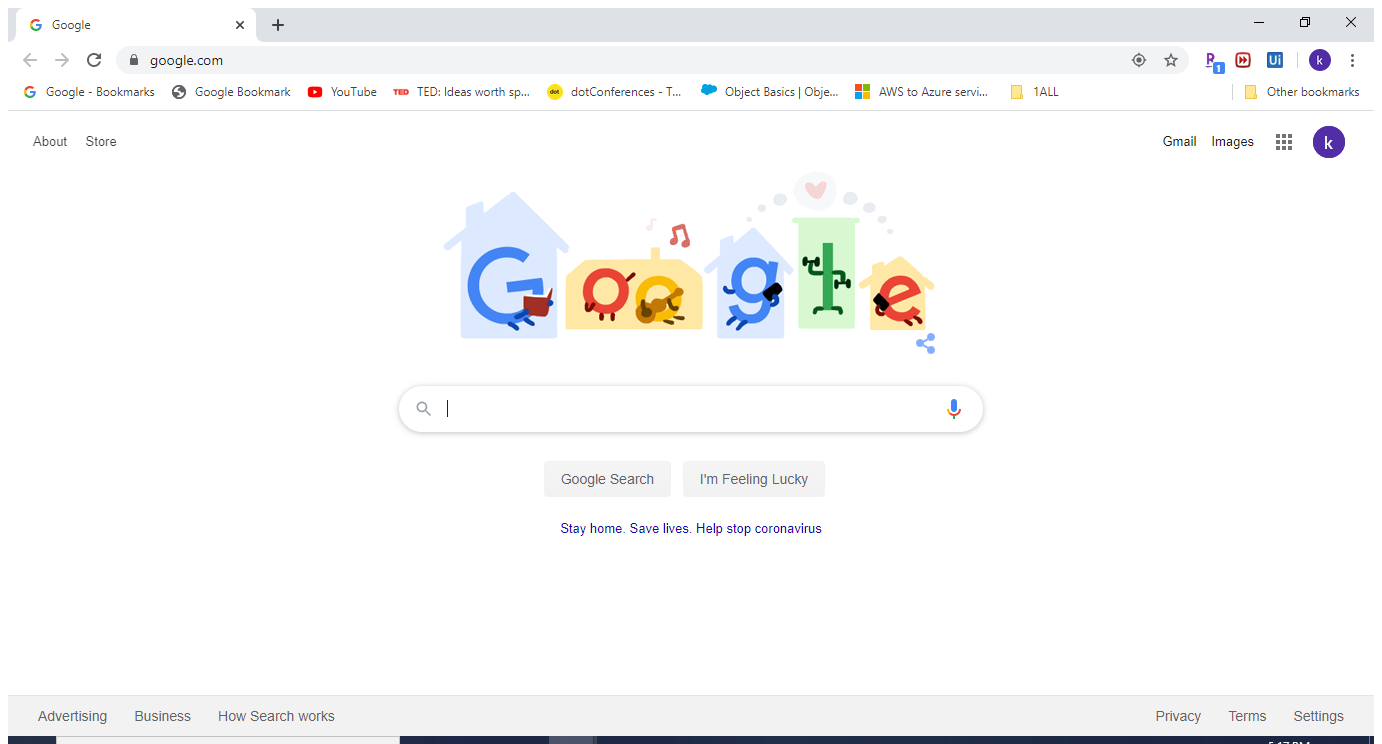 Google
google.com
R 1 Ui k
Google - Bookmarks Google Bookmark YouTube TED TED: Ideas worth sp... dot dotConferences - T... Object Basics | Obje... AWS to Azure servi... 1ALL Other bookmarks
About Store Gmail Images k
Google
Google Search I'm Feeling Lucky
Stay home. Save lives. Help stop coronavirus
Advertising Business How Search works Privacy Terms Settings